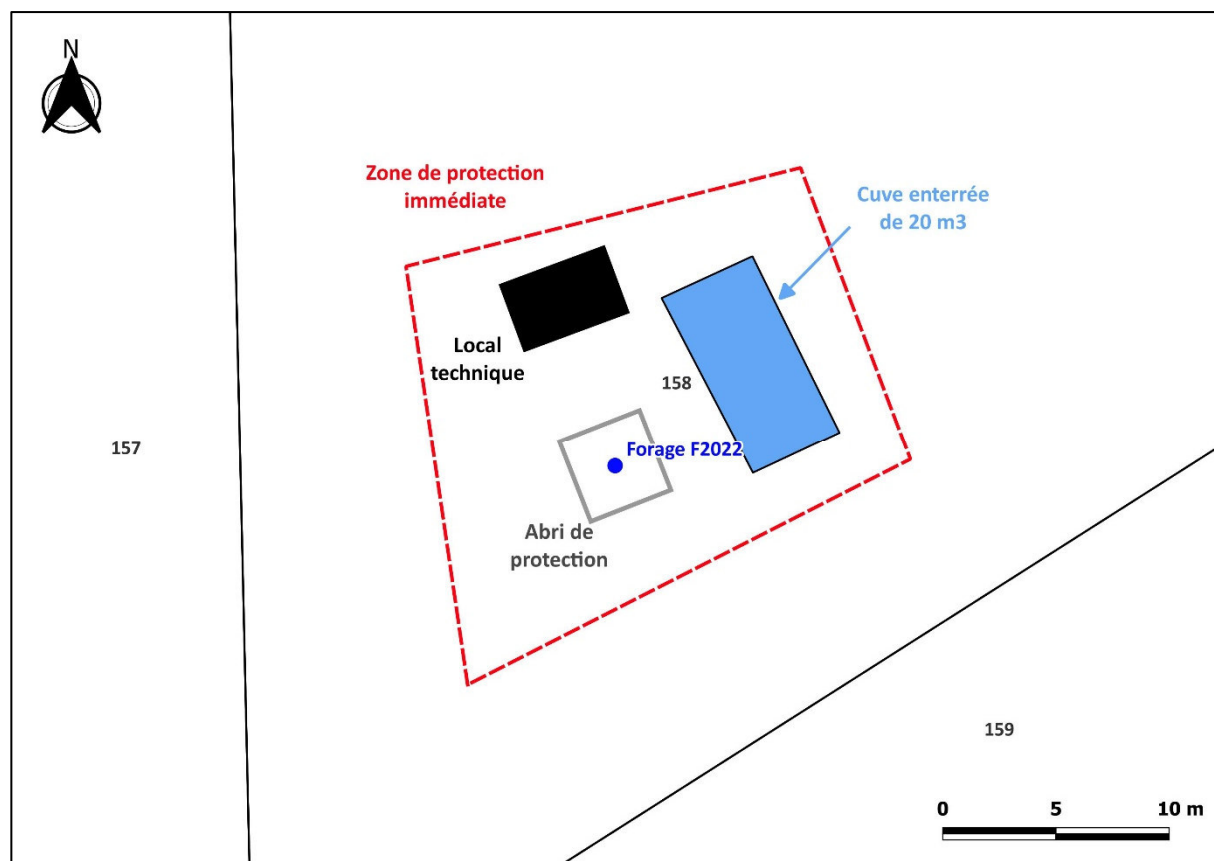 N
Zone de protection
immédiate
Cuve enterrée
de 20 m3
Local
technique
158
157
Forage F2022
Abri de
protection
159
0 5 10 m